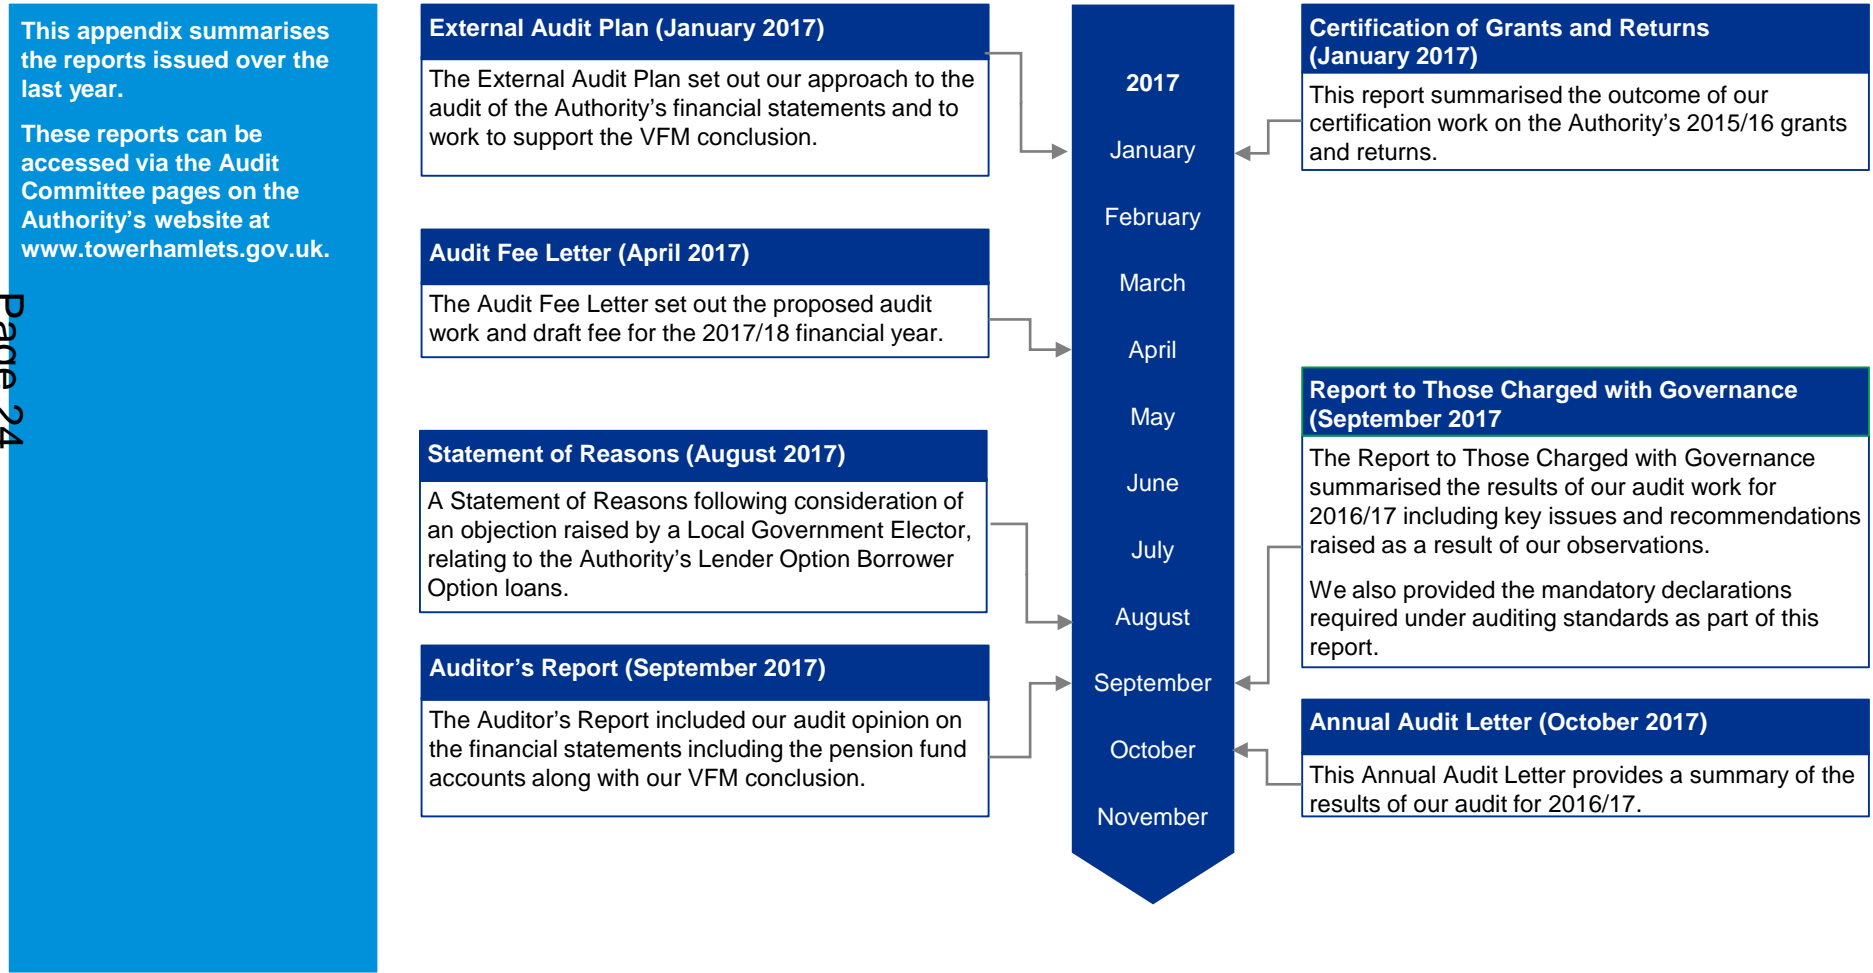 This appendix summarises
the reports issued over the
last year.
These reports can be
accessed via the Audit
Committee pages on the
Authority's website at
www.towerhamlets.gov.uk.
Page 24
External Audit Plan (January 2017)
The External Audit Plan set out our approach to the
audit of the Authority's financial statements and to
work to support the VFM conclusion.
Audit Fee Letter (April 2017)
The Audit Fee Letter set out the proposed audit
work and draft fee for the 2017/18 financial year.
Statement of Reasons (August 2017)
A Statement of Reasons following consideration of
an objection raised by a Local Government Elector,
relating to the Authority's Lender Option Borrower
Option loans.
Auditor's Report (September 2017)
The Auditor's Report included our audit opinion on
the financial statements including the pension fund
accounts along with our VFM conclusion.
2017
January
February
March
April
May
June
July
August
September
October
November
Certification of Grants and Returns
(January 2017)
This report summarised the outcome of our
certification work on the Authority's 2015/16 grants
and returns.
Report to Those Charged with Governance
(September 2017
The Report to Those Charged with Governance
summarised the results of our audit work for
2016/17 including key issues and recommendations
raised as a result of our observations.
We also provided the mandatory declarations
required under auditing standards as part of this
report.
Annual Audit Letter (October 2017)
This Annual Audit Letter provides a summary of the
results of our audit for 2016/17.